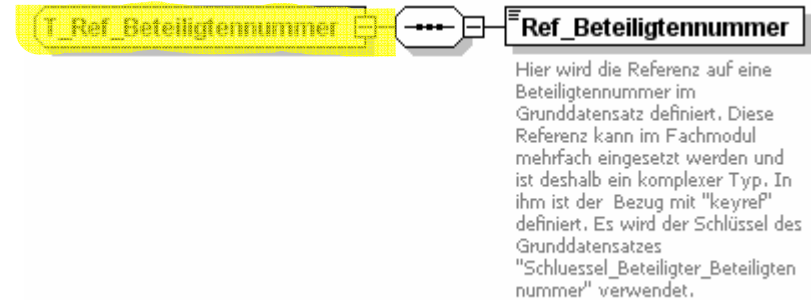 T_Ref_Beteiligtennummer
Ref_Beteiligtennummer
Hier wird die Referenz auf eine
Beteiligtennummer im
Grunddatensatz definiert. Diese
Referenz kann im Fachmodul
mehrfach eingesetzt werden und
ist deshalb ein komplexer Typ. In
ihm ist der Bezug mit "keyref"
definiert. Es wird der Schlüssel des
Grunddatensatzes
"Schluessel_Beteiligter_Beteiligten
nummer" verwendet.